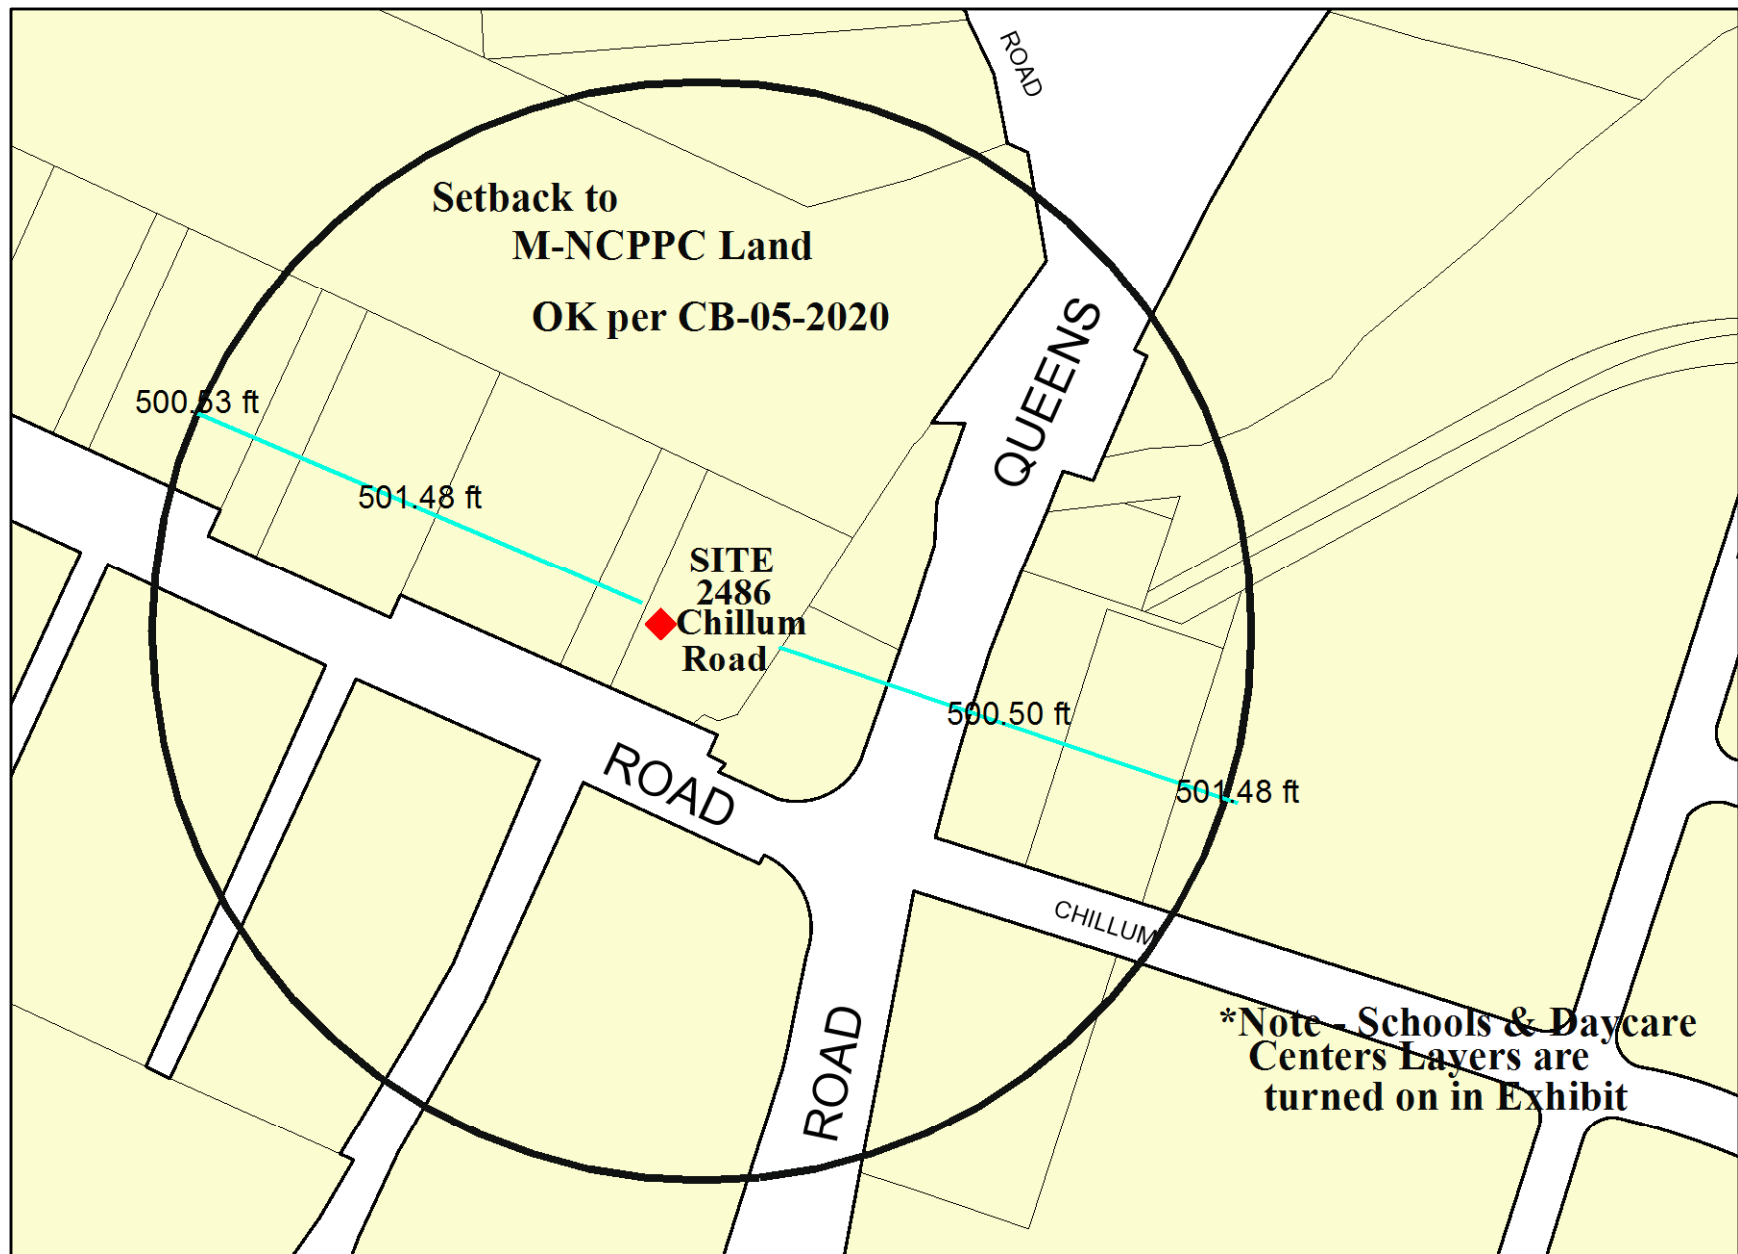 ROAD
Setback to
M-NCPPC Land
OK per CB-05-2020
QUEENS
500.53 ft
501.48 ft
SITE
2486
Chillum
Road
500.50 ft
ROAD
501.48 ft
CHILLUM
ROAD
*Note - Schools & Daycare
Centers Layers are
turned on in Exhibit